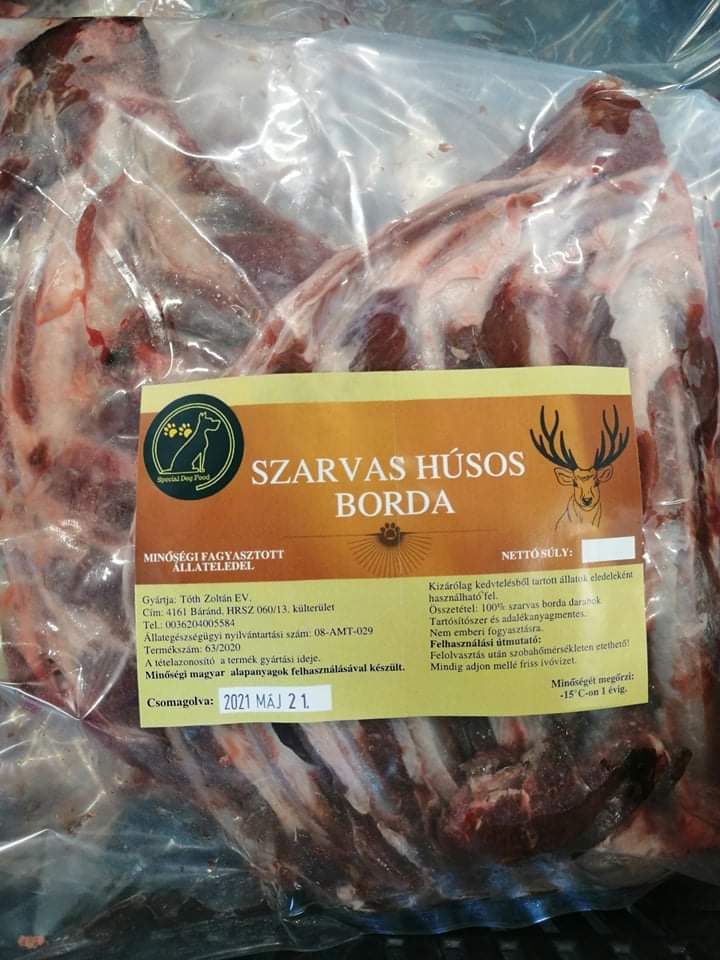 Special Dog Food
SZARVAS HÚSOS
BORDA
MINŐSÉGI FAGYASZTOTT
ÁLLATELEDEL
NETTÓ SÚLY:
Gyártja: Tóth Zoltán EV.
Cím: 4161 Báránd, HRSZ 060/13. külterület
Tel.: 0036204005584
Állategészségügyi nyilvántartási szám: 08-AMT-029
Termékszám: 63/2020
A tételazonosító a termék gyártási ideje.
Minőségi magyar alapanyagok felhasználásával készült.
Csomagolva: 2021 MÁJ 21.
Kizárólag kedvtelésből tartott állatok eledeleként
használható fel.
Összetétel: 100% szarvas borda darabok
Tartósítószer és adalékanyagmentes.
Nem emberi fogyasztásra.
Felhasználási útmutató:
Felolvasztás után szobahőmérsékleten etethető!
Mindig adjon mellé friss ivóvizet.
Minőségét megőrzi:
-15°C-on 1 évig.